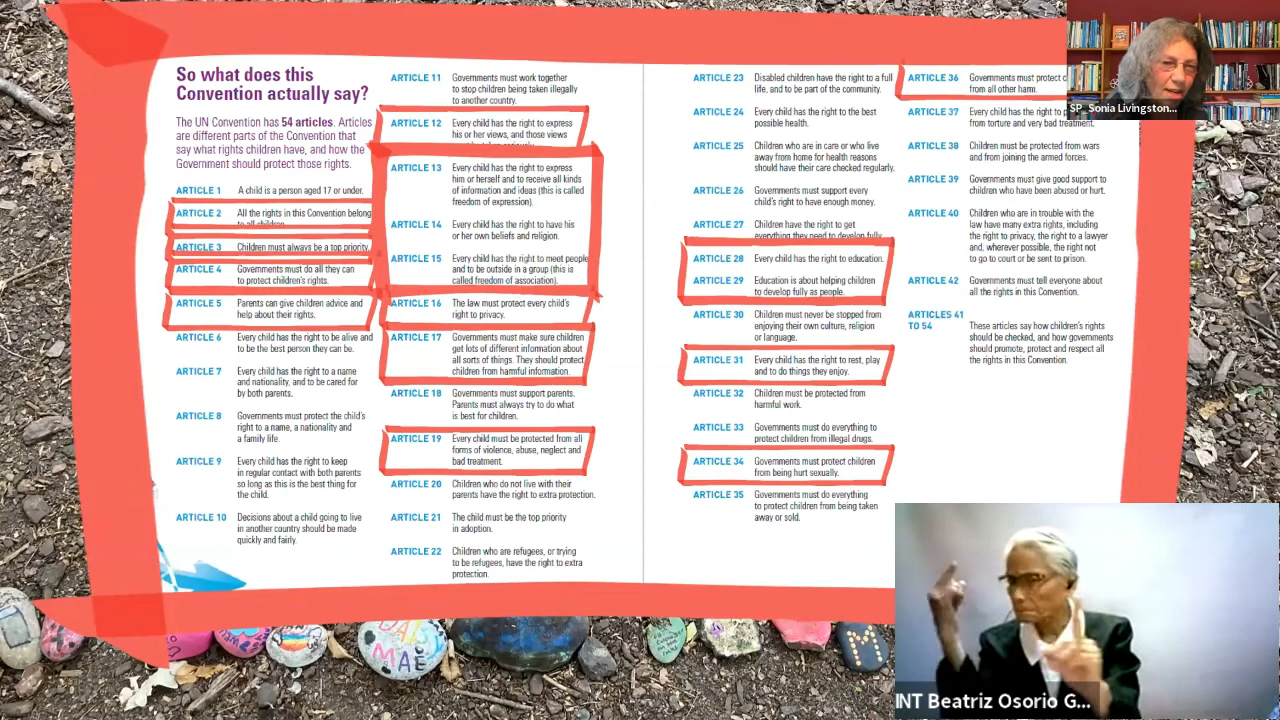 So what does this
Convention actually say?
The UN Convention has 54 articles. Articles
are different parts of the Convention that
say what rights children have, and how the
Government should protect those rights.
ARTICLE 1 A child is a person aged 17 or under.
ARTICLE 2 All the rights in this Convention belong
to all children.
ARTICLE 3 Children must always be a top priority.
ARTICLE 4 Governments must do all they can
to protect children's rights.
ARTICLE 5 Parents can give children advice and
help about their rights.
ARTICLE 6 Every child has the right to be alive and
to be the best person they can be.
ARTICLE 7 Every child has the right to a name
and nationality, and to be cared for
by both parents.
ARTICLE 8 Governments must protect the child's
right to a name, a nationality and
a family life.
ARTICLE 9 Every child has the right to keep
in regular contact with both parents
so long as this is the best thing for
the child.
ARTICLE 10 Decisions about a child going to live
in another country should be made
quickly and fairly.
ARTICLE 11 Governments must work together
to stop children being taken illegally
to another country.
ARTICLE 12 Every child has the right to express
his or her views, and those views
ARTICLE 13 Every child has the right to express
him or herself and to receive all kinds
of information and ideas (this is called
freedom of expression).
ARTICLE 14 Every child has the right to have his
or her own beliefs and religion.
ARTICLE 15 Every child has the right to meet people
and to be outside in a group (this is
called freedom of association).
ARTICLE 16 The law must protect every child's
right to privacy.
ARTICLE 17 Governments must make sure children
get lots of different information about
all sorts of things. They should protect
children from harmful information.
ARTICLE 18 Governments must support parents.
Parents must always try to do what
is best for children.
ARTICLE 19 Every child must be protected from all
forms of violence, abuse, neglect and
bad treatment.
ARTICLE 20 Children who do not live with their
parents have the right to extra protection.
ARTICLE 21 The child must be the top priority
in adoption.
ARTICLE 22 Children who are refugees, or trying
to be refugees, have the right to extra
protection.
ARTICLE 23 Disabled children have the right to a full
life, and to be part of the community.
ARTICLE 24 Every child has the right to the best
possible health.
ARTICLE 25 Children who are in care or who live
away from home for health reasons
should have their care checked regularly.
ARTICLE 26 Governments must support every
child's right to have enough money.
ARTICLE 27 Children have the right to get
everything they need to develop fully
ARTICLE 28 Every child has the right to education.
ARTICLE 29 Education is about helping children
to develop fully as people.
ARTICLE 30 Children must never be stopped from
enjoying their own culture, religion
or language.
ARTICLE 31 Every child has the right to rest, play
and to do things they enjoy.
ARTICLE 32 Children must be protected from
harmful work.
ARTICLE 33 Governments must do everything to
protect children from illegal drugs.
ARTICLE 34 Governments must protect children
from being hurt sexually.
ARTICLE 35 Governments must do everything
to protect children from being taken
away or sold.
ARTICLE 36 Governments must protect c
from all other harm.
ARTICLE 37 Every child has the right to p
from torture and very bad treatment.
ARTICLE 38 Children must be protected from wars
and from joining the armed forces.
ARTICLE 39 Governments must give good support to
children who have been abused or hurt.
ARTICLE 40 Children who are in trouble with the
law have many extra rights, including
the right to privacy, the right to a lawyer
and, wherever possible, the right not
to go to court or be sent to prison.
ARTICLE 42 Governments must tell everyone about
all the rights in this Convention.
ARTICLES 41
TO 54 These articles say how children's rights
should be checked, and how governments
should promote, protect and respect all
the rights in this Convention.
SP_Sonia Livingston...
MAE
M
INT Beatriz Osorio G...